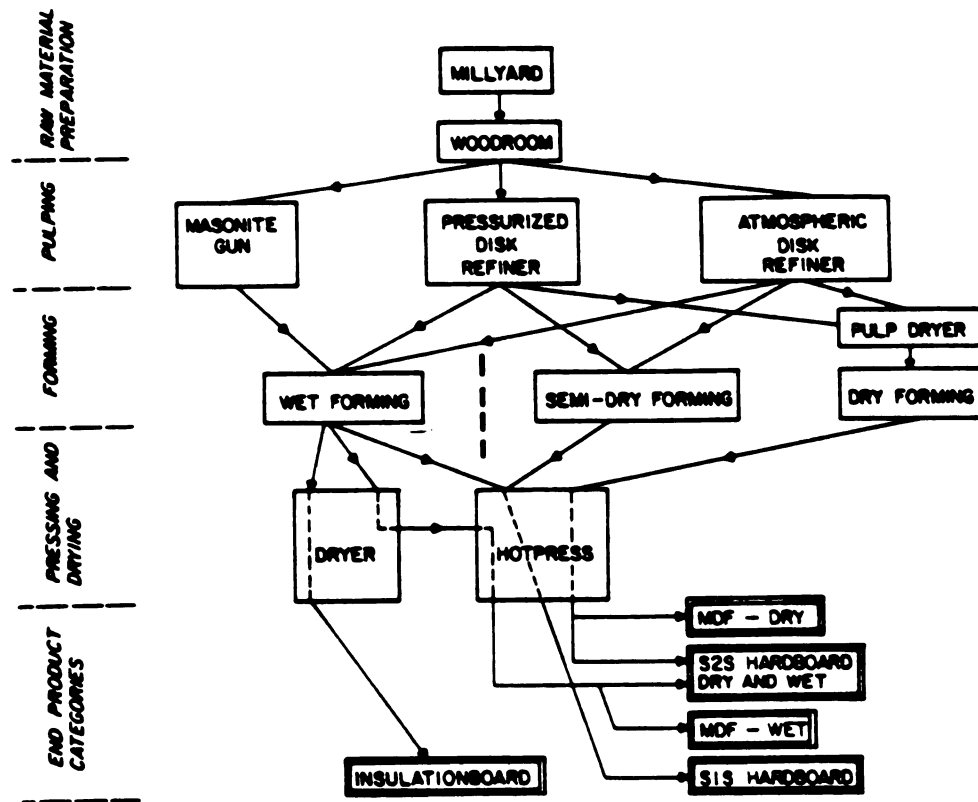 RAW MATERIAL
PREPARATION
MILLYARD
WOODROOM
PULPING
MASONITE
GUN
PRESSURIZED
DISK
REFINER
ATMOSPHERIC
DISK
REFINER
FORMING
PULP DRYER
WET FORMING
SEMI-DRY FORMING
DRY FORMING
PRESSING AND
DRYING
DRYER
HOTPRESS
END PRODUCT
CATEGORIES
MDF - DRY
S2S HARDBOARD
DRY AND WET
MDF - WET
INSULATIONBOARD
S1S HARDBOARD